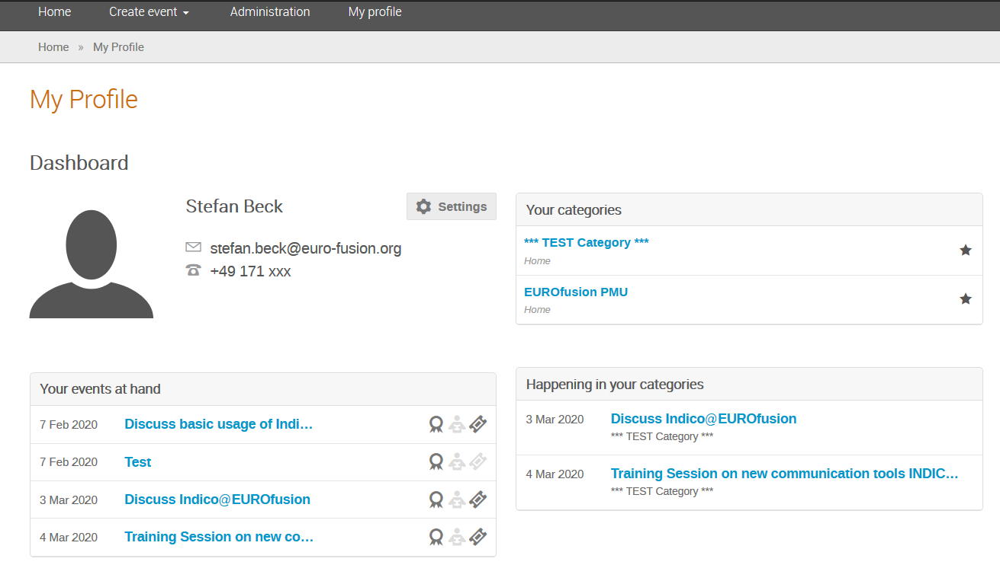 Home Create event Administration My profile
Home » My Profile
My Profile
Dashboard
Stefan Beck
Settings
stefan.beck@euro-fusion.org
+49 171 xxx
Your categories
*** TEST Category ***
Home
EUROfusion PMU
Home
Your events at hand
7 Feb 2020 Discuss basic usage of Indi…
7 Feb 2020 Test
3 Mar 2020 Discuss Indico@EUROfusion
4 Mar 2020 Training Session on new co…
Happening in your categories
3 Mar 2020 Discuss Indico@EUROfusion
*** TEST Category ***
4 Mar 2020 Training Session on new communication tools INDIC…
*** TEST Category ***